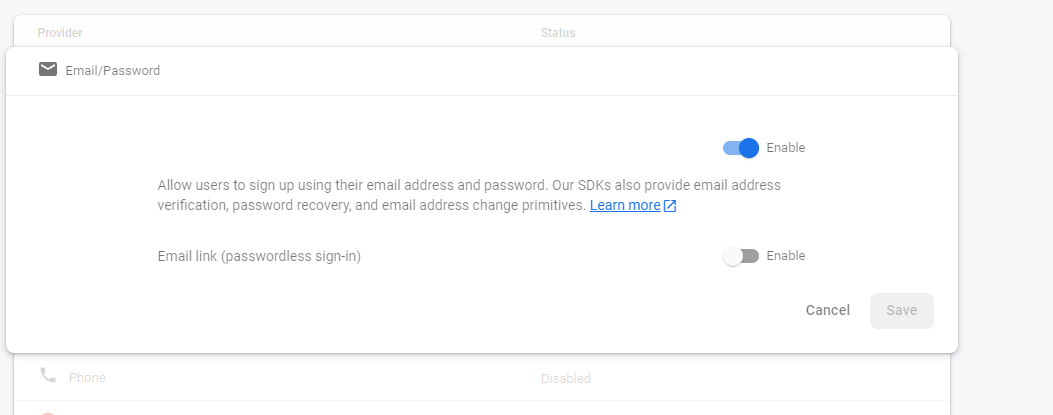 Provider Status
Email/Password
Enable
Allow users to sign up using their email address and password. Our SDKs also provide email address
verification, password recovery, and email address change primitives. Learn more
Email link (passwordless sign-in) Enable
Cancel Save
Phone Disabled